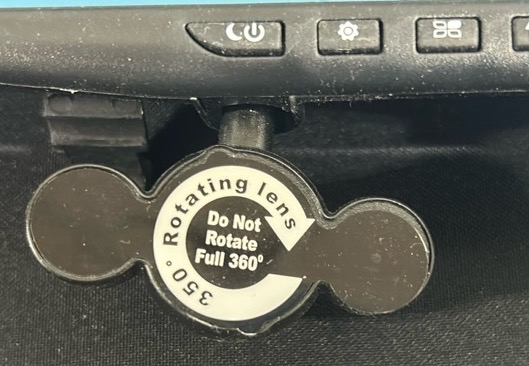 350° Rotating lens
Do Not
Rotate
Full 360°